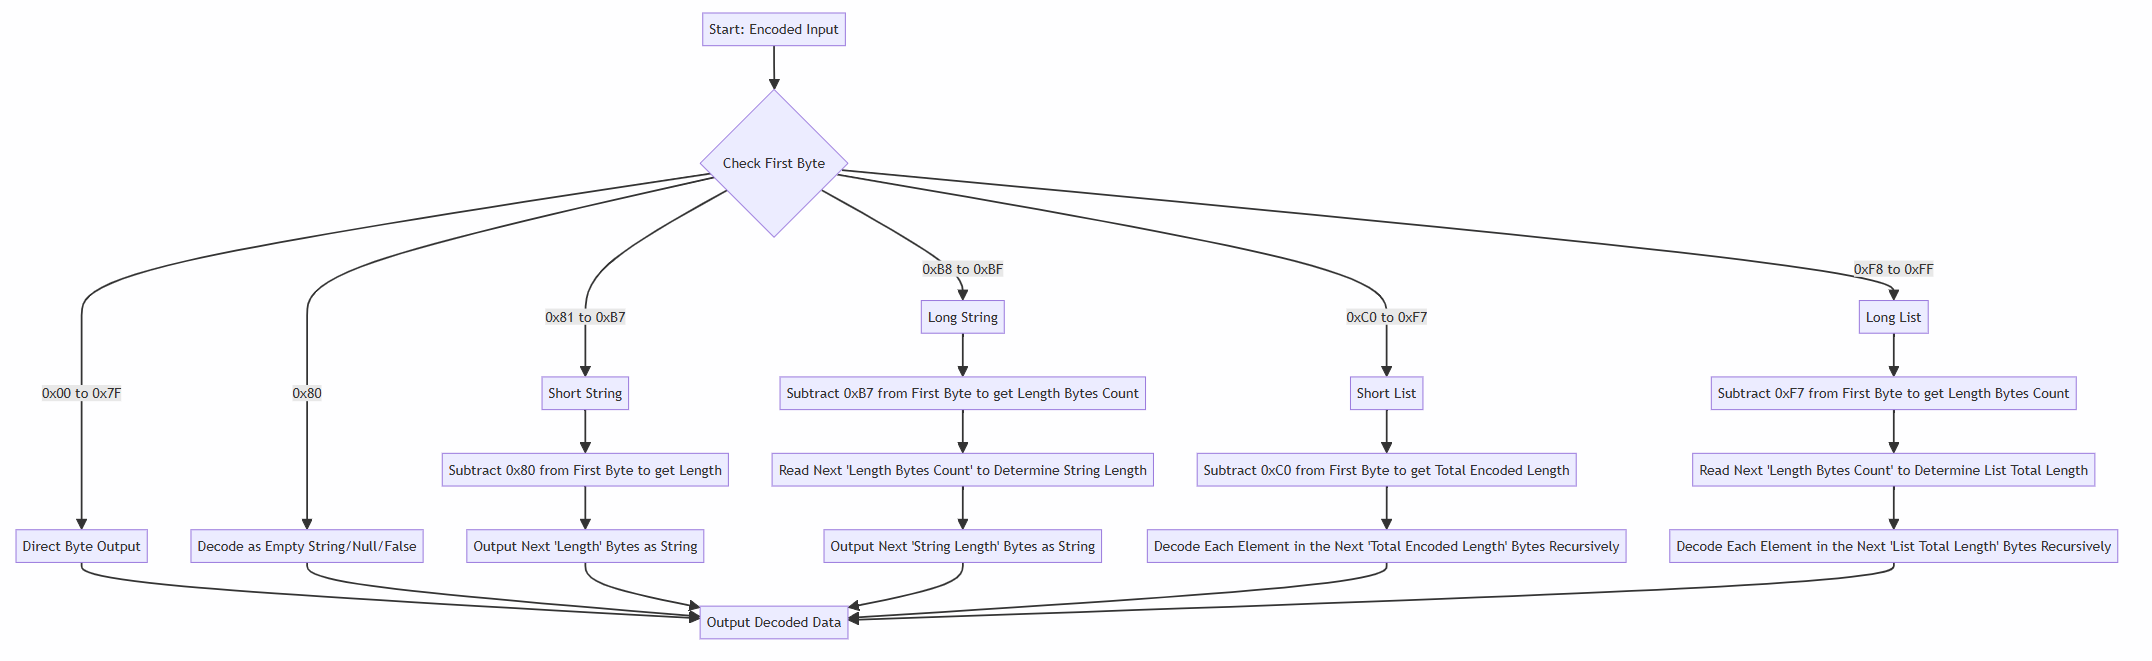 Start: Encoded Input
Check First Byte
0xB8 to 0xBF
0xF8 to 0xFF
0x81 to 0xB7
Long String
0xC0 to 0xF7
Long List
0x00 to 0x7F
0x80
Short String
Subtract 0xB7 from First Byte to get Length Bytes Count
Short List
Subtract 0xF7 from First Byte to get Length Bytes Count
Subtract 0x80 from First Byte to get Length
Read Next 'Length Bytes Count' to Determine String Length
Subtract 0xC0 from First Byte to get Total Encoded Length
Read Next 'Length Bytes Count' to Determine List Total Length
Direct Byte Output
Decode as Empty String/Null/False
Output Next 'Length' Bytes as String
Output Next 'String Length' Bytes as String
Decode Each Element in the Next 'Total Encoded Length' Bytes Recursively
Decode Each Element in the Next 'List Total Length' Bytes Recursively
Output Decoded Data